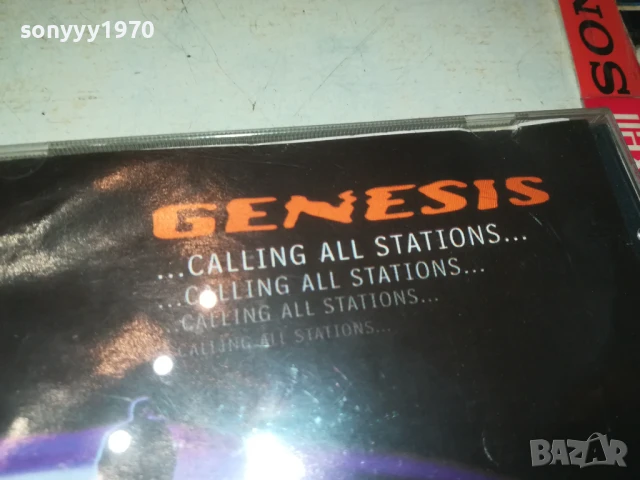 sonyyy1970
SON
GENESIS
...CALLING ALL STATIONS...
...CALLING ALL STATIONS...
...CALLING ALL STATIONS...
CALLING ALL STATIONS...
BAZAR